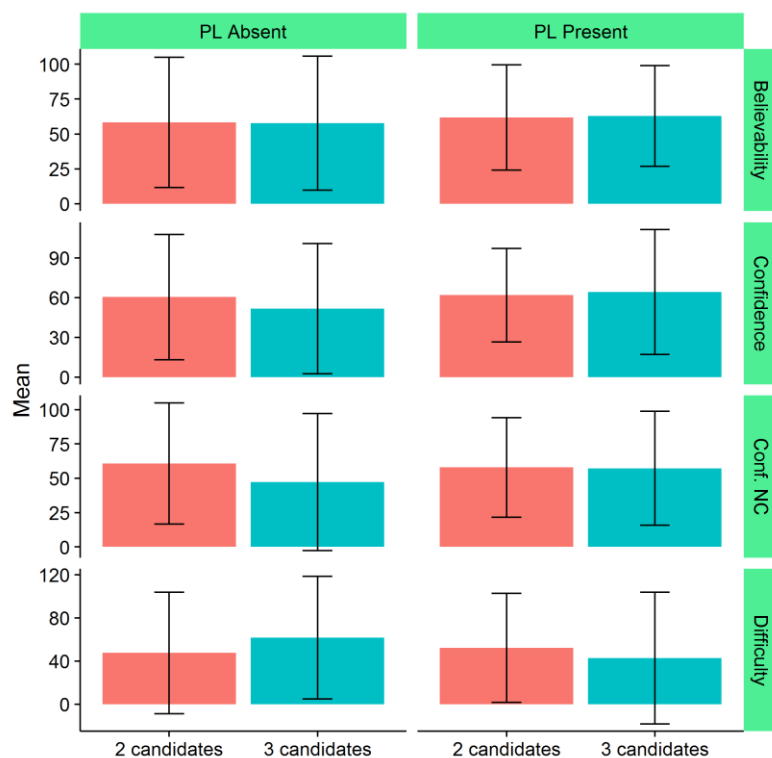 PL Absent
PL Present
100
75
50
25
0
Believability
90
60
30
0
Confidence
Mean
100
75
50
25
0
Conf. NC
120
80
40
0
Difficulty
2 candidates
3 candidates
2 candidates
3 candidates